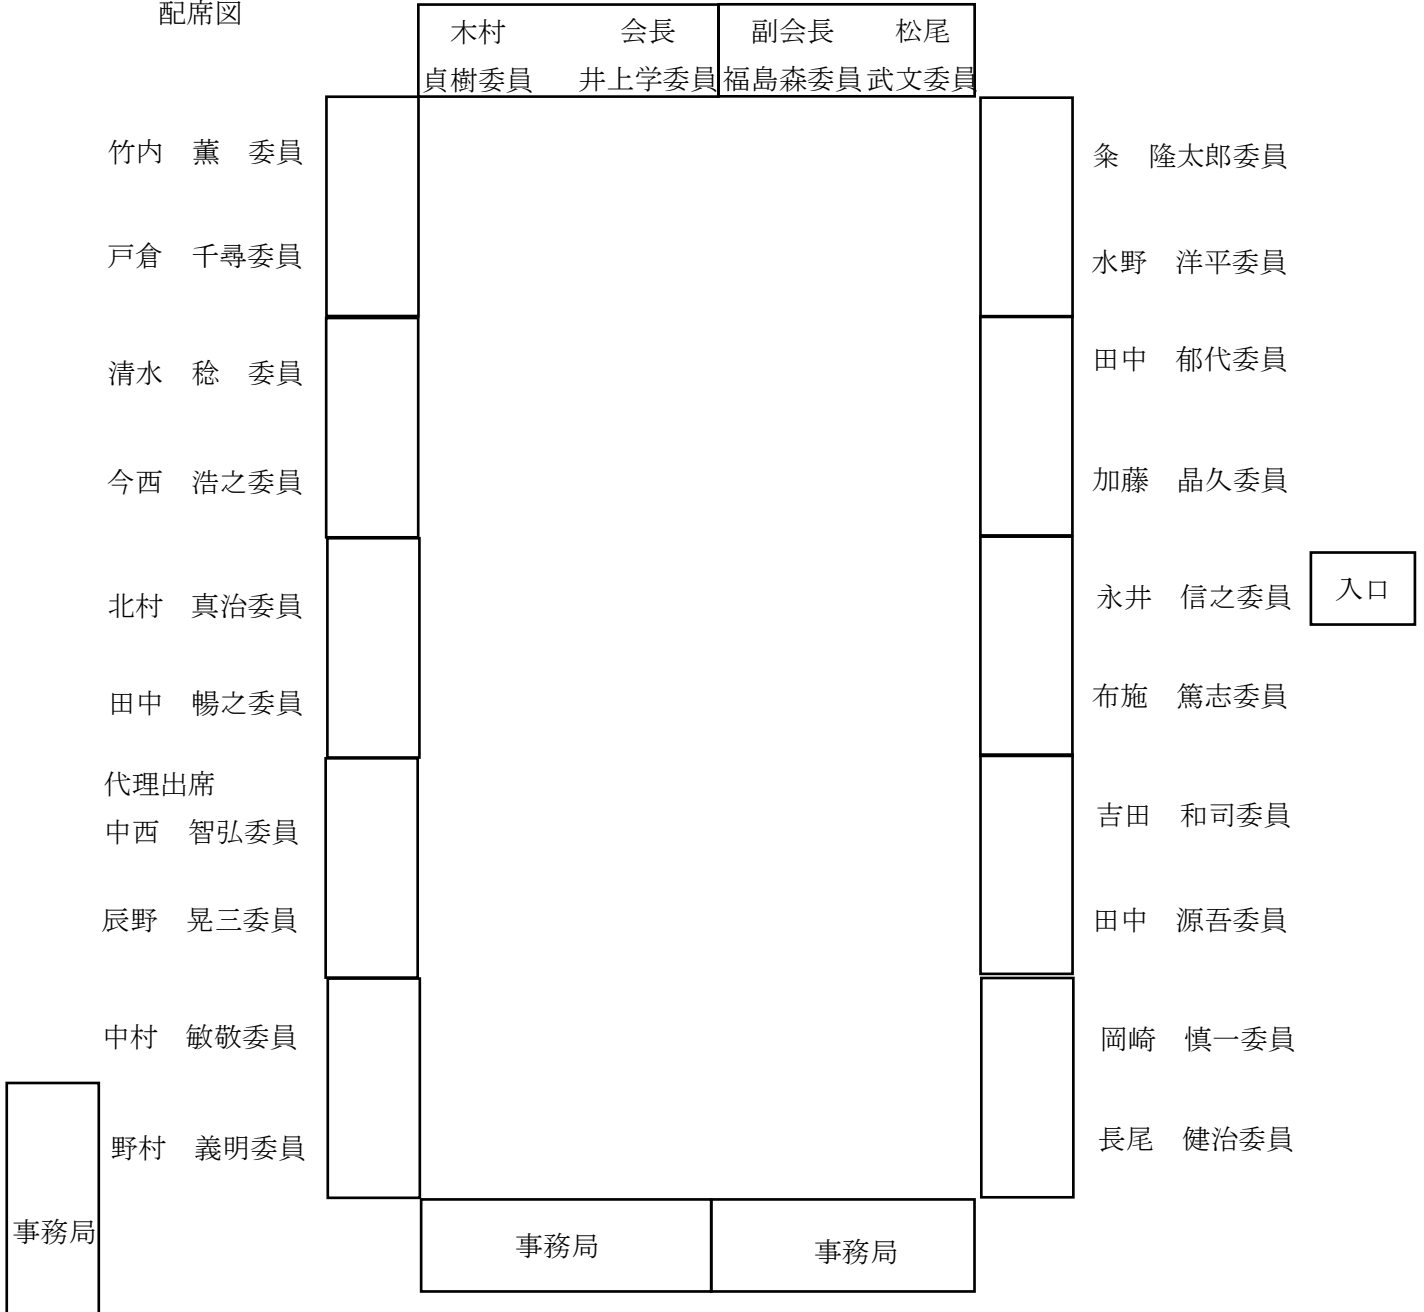 配席図
木村　会長　副会長　松尾
貞樹委員　井上学委員　福島森委員　武文委員
竹内　薫　委員
戸倉　千尋委員
清水　稔　委員
今西　浩之委員
北村　真治委員
田中　暢之委員
代理出席
中西　智弘委員
辰野　晃三委員
中村　敏敬委員
野村　義明委員
粂　隆太郎委員
水野　洋平委員
田中　郁代委員
加藤　晶久委員
永井　信之委員
入口
布施　篤志委員
吉田　和司委員
田中　源吾委員
岡崎　慎一委員
長尾　健治委員
事務局
事務局
事務局